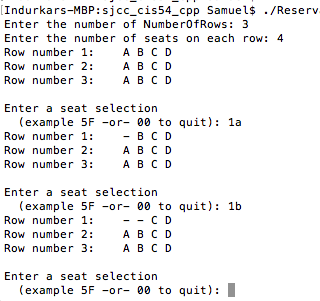 [Indurkars-MBP:sjcc_cis54_cpp Samuel$ ./Reserv
Enter the number of NumberOfRows: 3
Enter the number of seats on each row: 4
Row number 1:    A B C D
Row number 2:    A B C D
Row number 3:    A B C D
Enter a seat selection
  (example 5F -or- 00 to quit): 1a
Row number 1:    - B C D
Row number 2:    A B C D
Row number 3:    A B C D
Enter a seat selection
  (example 5F -or- 00 to quit): 1b
Row number 1:    - - C D
Row number 2:    A B C D
Row number 3:    A B C D
Enter a seat selection
  (example 5F -or- 00 to quit):